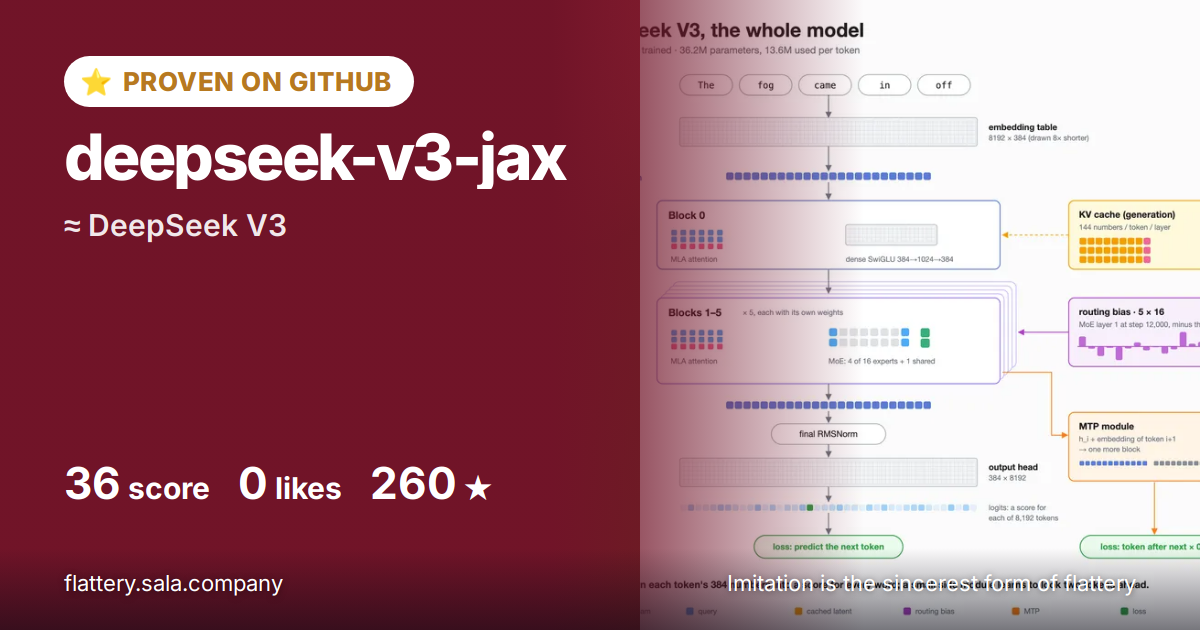 ⭐ PROVEN ON GITHUB
deepseek-v3-jax
≈ DeepSeek V3
36 score 0 likes 260 ★
flattery.sala.company
eek V3, the whole model
trained · 36.2M parameters, 13.6M used per token
The fog came in off
embedding table
8192 × 384 (drawn 8× shorter)
Block 0
MLA attention
dense SwiGLU 384→1024→384
KV cache (generation)
144 numbers / token / layer
Blocks 1–5
× 5, each with its own weights
MLA attention
MoE: 4 of 16 experts + 1 shared
routing bias · 5 × 16
MoE layer 1 at step 12,000, minus th
MTP module
h_i + embedding of token i+1
→ one more block
final RMSNorm
output head
384 × 8192
logits: a score for
each of 8,192 tokens
loss: predict the next token
loss: token after next × 0
n each token's 384
Imitation is the sincerest form of flattery
query
cached latent
routing bias
MTP
loss